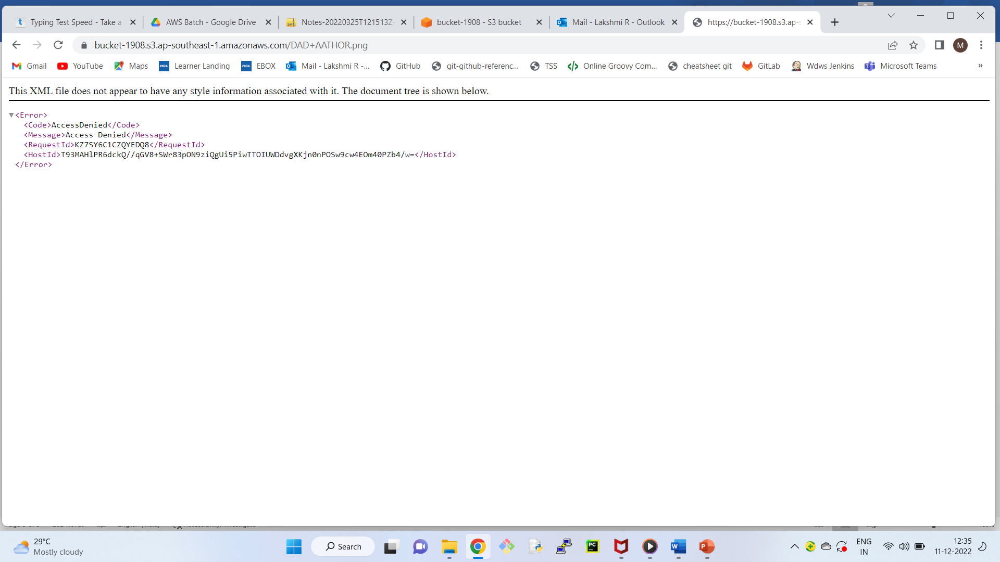 Typing Test Speed - Take a
AWS Batch - Google Drive
Notes-20220325T121513Z-
bucket-1908 - S3 bucket
Mail - Lakshmi R - Outlook
https://bucket-1908.s3.ap-s
bucket-1908.s3.ap-southeast-1.amazonaws.com/DAD+AATHOR.png
M
Gmail
YouTube
Maps
HCL
Learner Landing
HCL
EBOX
Mail - Lakshmi R -...
GitHub
git-github-referenc...
TSS
Online Groovy Com...
cheatsheet git
GitLab
Wdws Jenkins
Microsoft Teams
»
This XML file does not appear to have any style information associated with it. The document tree is shown below.
▼<Error>
<Code>AccessDenied</Code>
<Message>Access Denied</Message>
<RequestId>KZ7SY6C1CZQYEDQ8</RequestId>
<HostId>T93MAHlPR6dckQ//qGV8+SWr83pON9ziQgUi5PiwTTOIUWDdvgXKjn0nPOSw9cw4EOm40PZb4/w=</HostId>
</Error>
29°C
Mostly cloudy
Search
PC
W
P
ENG
IN
12:35
11-12-2022